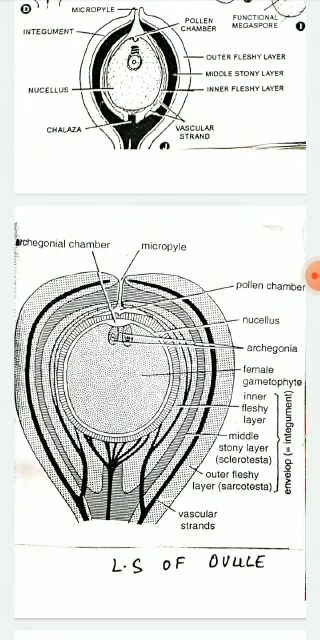 D
MICROPYLE
POLLEN
CHAMBER
FUNCTIONAL
MEGASPORE
I
INTEGUMENT
OUTER FLESHY LAYER
MIDDLE STONY LAYER
NUCELLUS
INNER FLESHY LAYER
CHALAZA
VASCULAR
STRAND
J
archegonial chamber
micropyle
pollen chamber
nucellus
archegonia
female
gametophyte
inner
fleshy
layer
middle
stony layer
(sclerotesta)
outer fleshy
layer (sarcotesta)
envelop (= integument)
vascular
strands
L.S OF OVULE